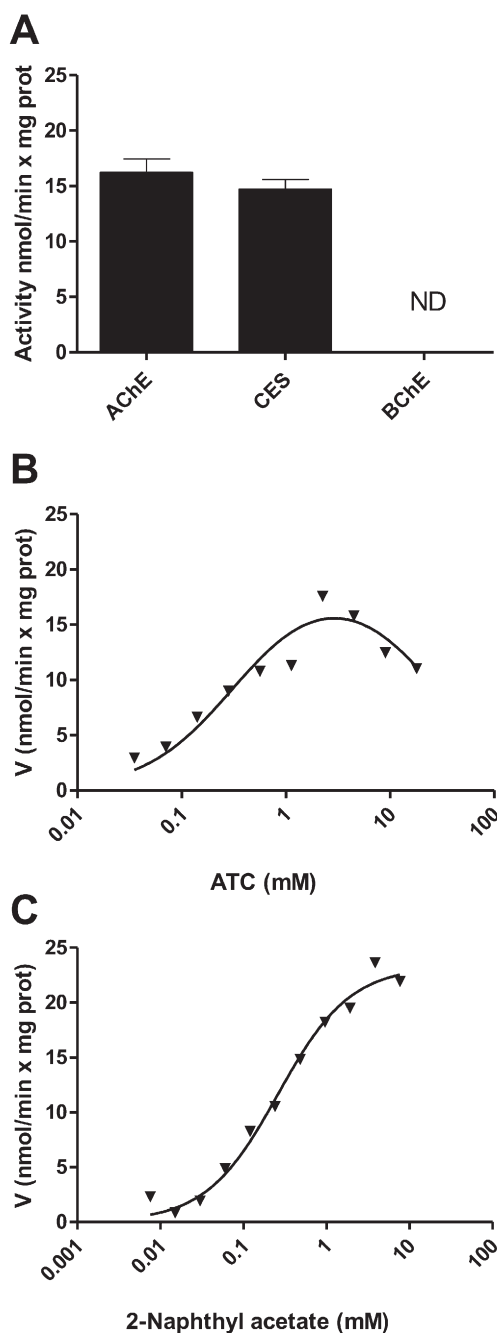 A
Activity nmol/min x mg prot
25
20
15
10
5
0
ND
AChE
CES
BChE
B
V (nmol/min x mg prot)
25
20
15
10
5
0
0.01
0.1
1
10
100
ATC (mM)
C
V (nmol/min x mg prot)
25
20
15
10
5
0
0.001
0.01
0.1
1
10
100
2-Naphthyl acetate (mM)